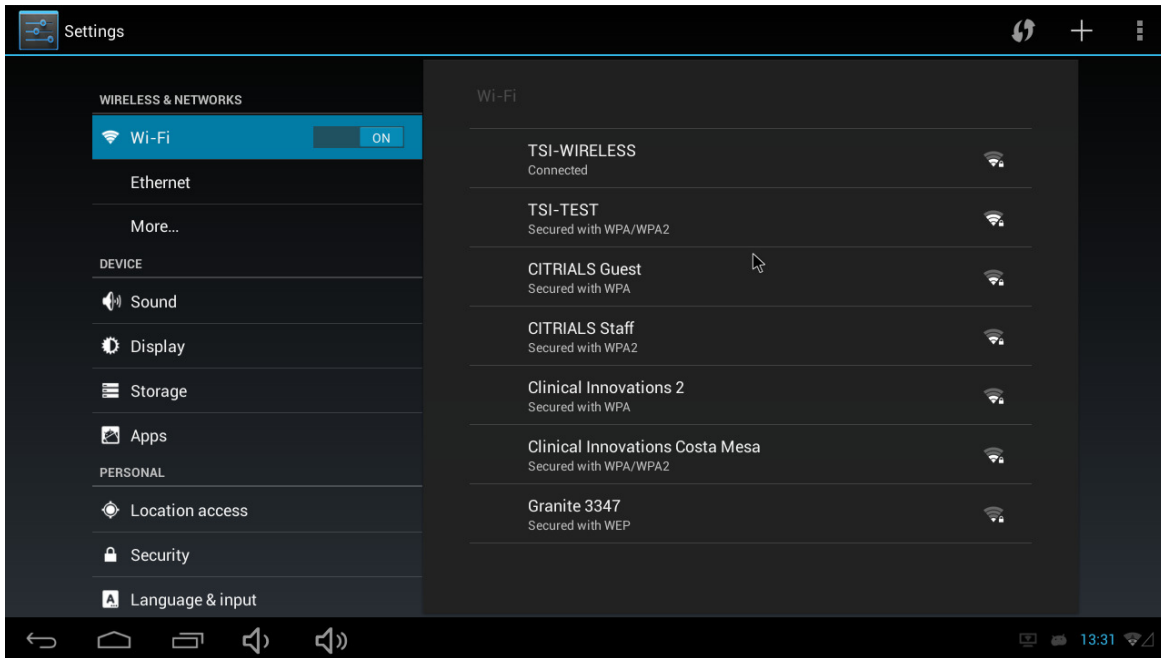 Settings
WIRELESS & NETWORKS
Wi-Fi ON
Ethernet
More...
DEVICE
Sound
Display
Storage
Apps
PERSONAL
Location access
Security
A Language & input
Wi-Fi
TSI-WIRELESS
Connected
TSI-TEST
Secured with WPA/WPA2
CITRIALS Guest
Secured with WPA
CITRIALS Staff
Secured with WPA2
Clinical Innovations 2
Secured with WPA
Clinical Innovations Costa Mesa
Secured with WPA/WPA2
Granite 3347
Secured with WEP
13:31